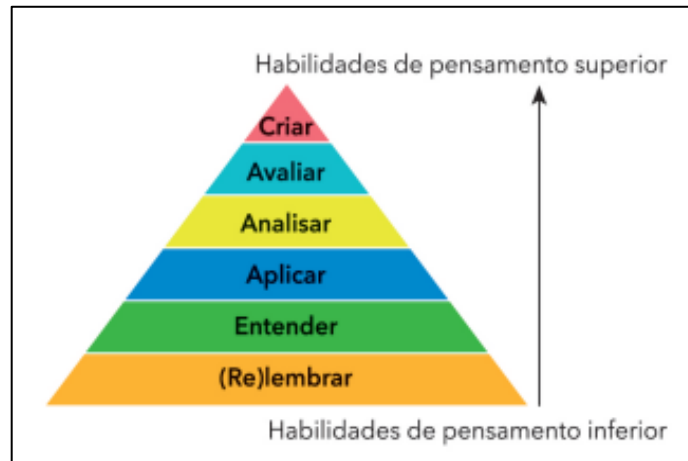 Habilidades de pensamento superior
Criar
Avaliar
Analisar
Aplicar
Entender
(Re)lembrar
Habilidades de pensamento inferior